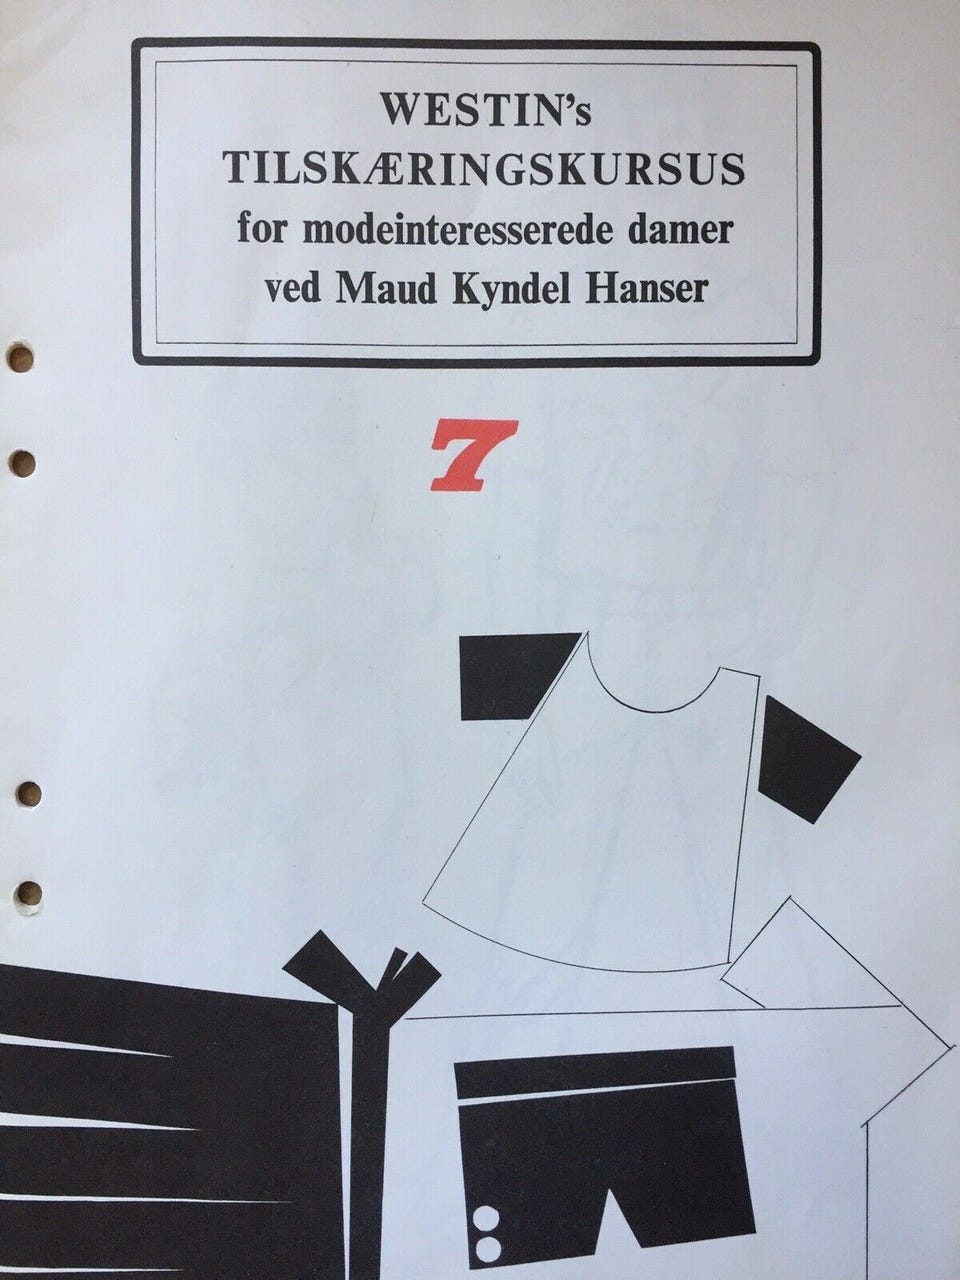 WESTIN's
TILSKÆRINGSKURSUS
for modeinteresserede damer
ved Maud Kyndel Hanser
7